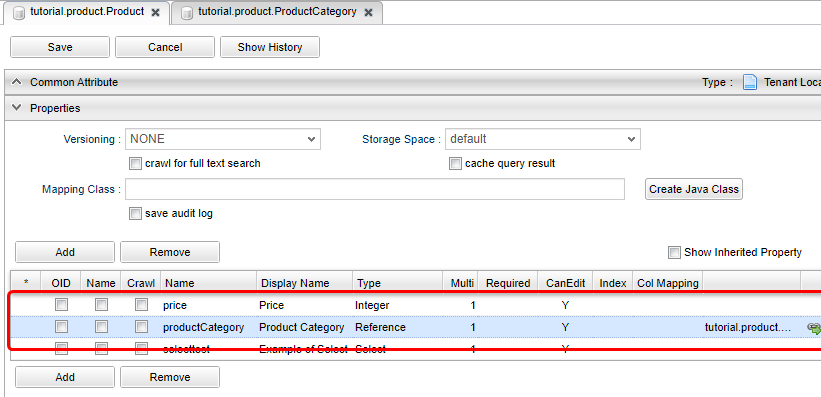 tutorial.product.Product tutorial.product.ProductCategory
Save Cancel Show History
Common Attribute Type : Tenant Loca
Properties
Versioning : NONE Storage Space : default
crawl for full text search cache query result
Mapping Class : Create Java Class
save audit log
Add Remove Show Inherited Property
* OID Name Crawl Name Display Name Type Multi Required CanEdit Index Col Mapping
price Price Integer 1 Y
productCategory Product Category Reference 1 Y tutorial.product....
selecttest Example of Select Select 1 Y
Add Remove